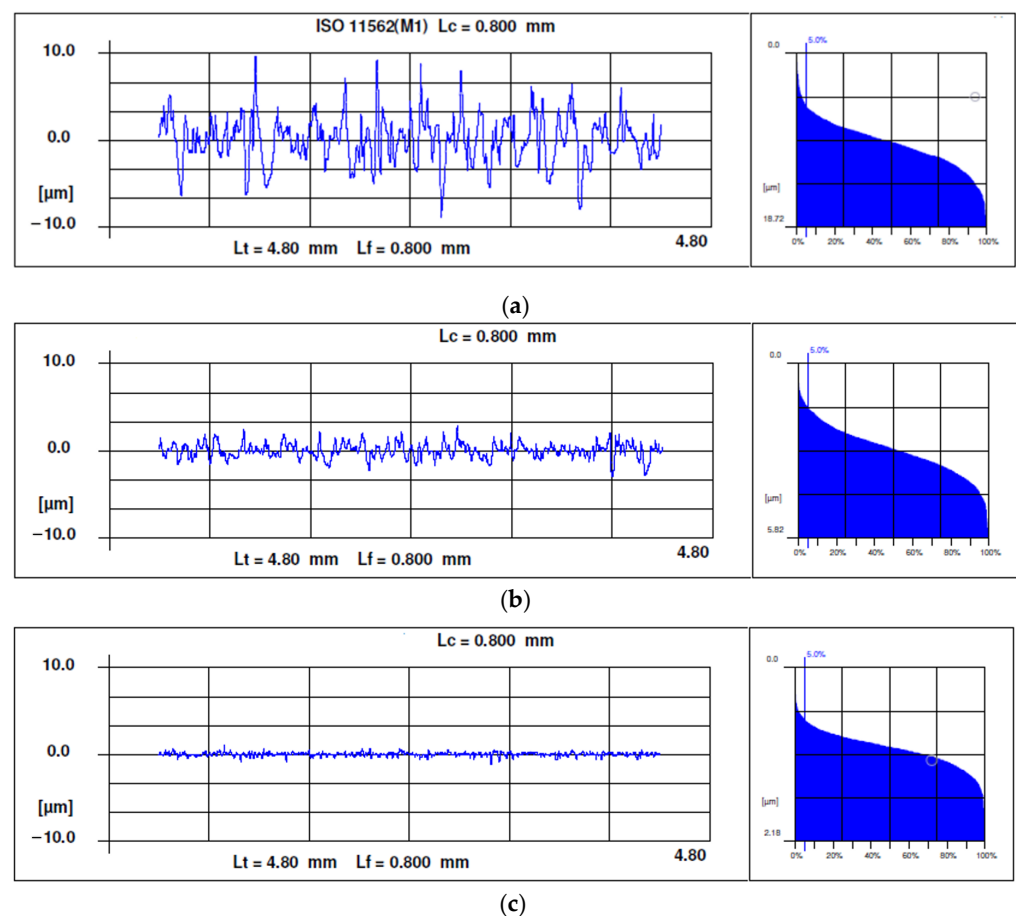 ISO 11562(M1) Lc = 0.800 mm
10.0
0.0
[µm]
−10.0
4.80
Lt = 4.80 mm Lf = 0.800 mm
0.0
5.0%
[µm]
18.72
0% 20% 40% 60% 80% 100%
(a)
Lc = 0.800 mm
10.0
0.0
[µm]
−10.0
4.80
Lt = 4.80 mm Lf = 0.800 mm
0.0
5.0%
[µm]
5.82
0% 20% 40% 60% 80% 100%
(b)
Lc = 0.800 mm
10.0
0.0
[µm]
−10.0
4.80
Lt = 4.80 mm Lf = 0.800 mm
0.0
5.0%
[µm]
2.18
0% 20% 40% 60% 80% 100%
(c)